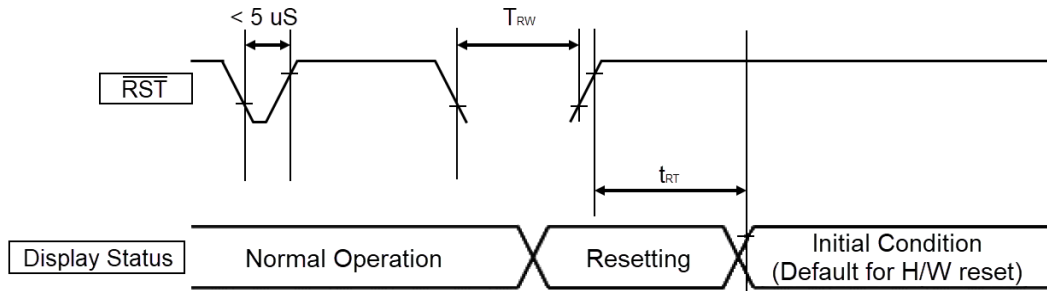 < 5 uS
TRW
RST
tRT
Display Status
Normal Operation
Resetting
Initial Condition
(Default for H/W reset)